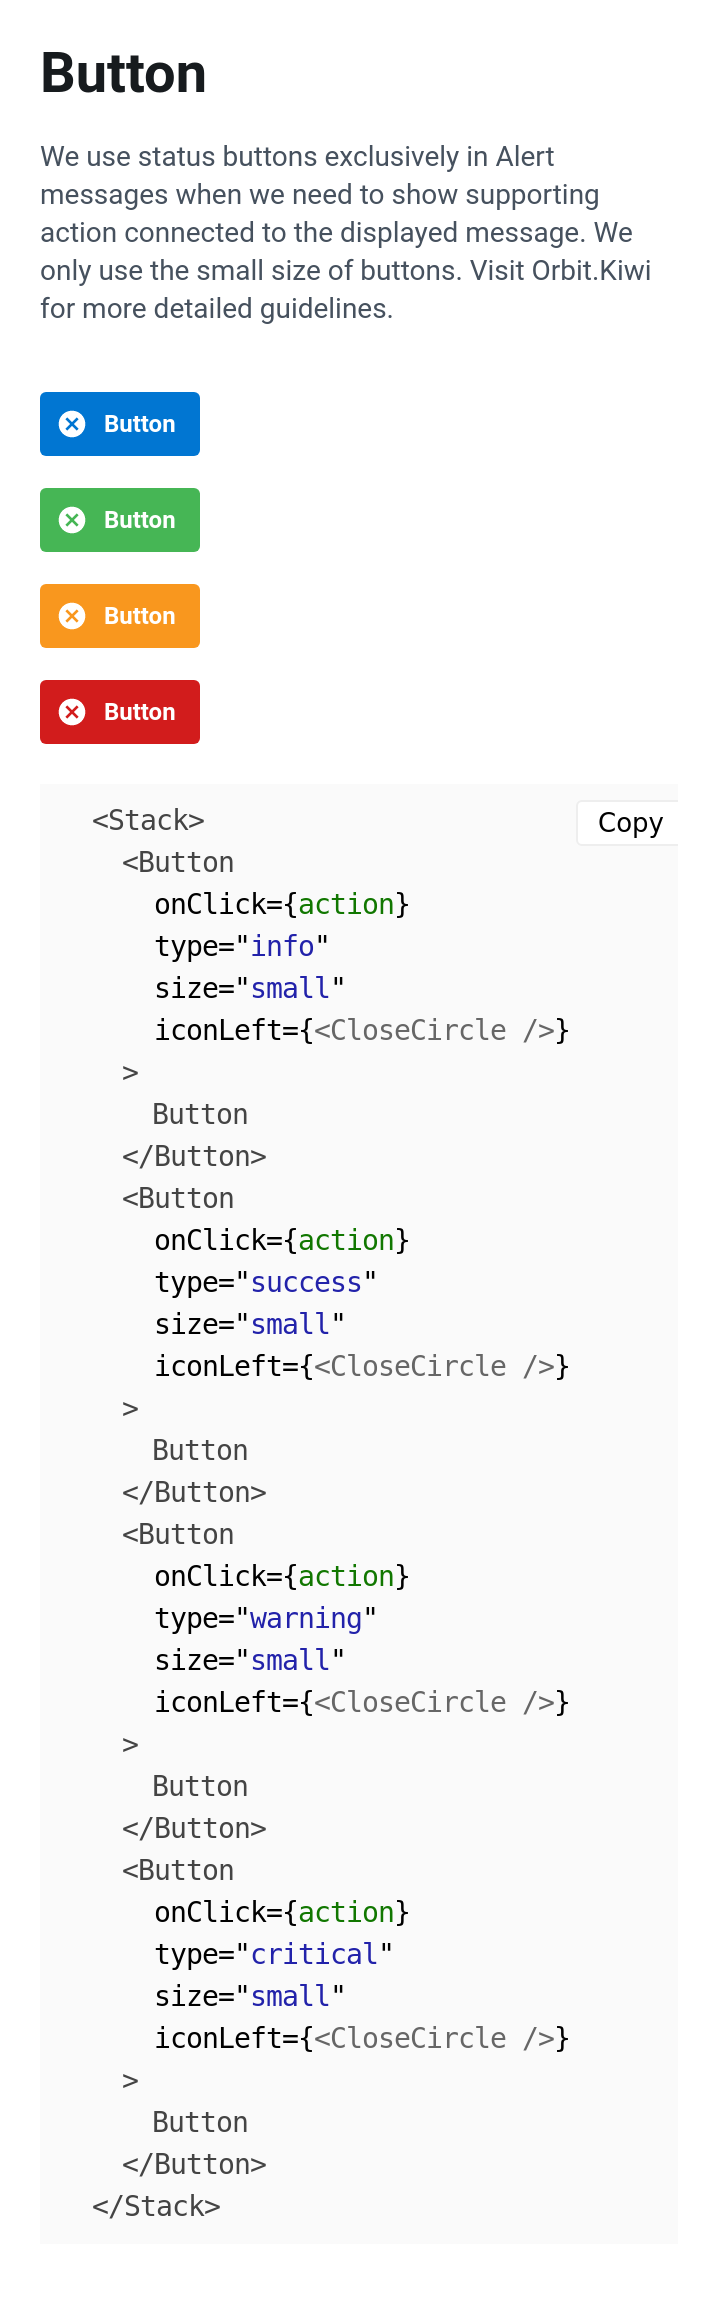 Button
We use status buttons exclusively in Alert
messages when we need to show supporting
action connected to the displayed message. We
only use the small size of buttons. Visit Orbit.Kiwi
for more detailed guidelines.
Button
Button
Button
Button
Copy
<Stack>
  <Button
    onClick={action}
    type="info"
    size="small"
    iconLeft={<CloseCircle />}
  >
    Button
  </Button>
  <Button
    onClick={action}
    type="success"
    size="small"
    iconLeft={<CloseCircle />}
  >
    Button
  </Button>
  <Button
    onClick={action}
    type="warning"
    size="small"
    iconLeft={<CloseCircle />}
  >
    Button
  </Button>
  <Button
    onClick={action}
    type="critical"
    size="small"
    iconLeft={<CloseCircle />}
  >
    Button
  </Button>
</Stack>